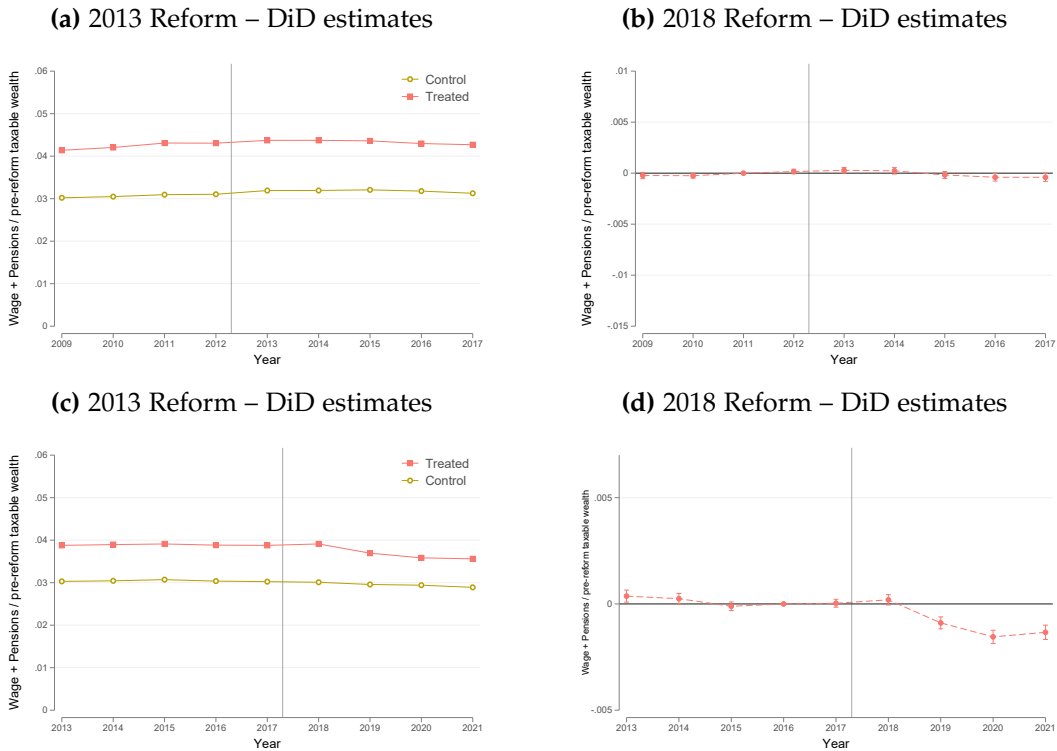 (a) 2013 Reform – DiD estimates
Wage + Pensions / pre-reform taxable wealth
.06
.05
.04
.03
.02
.01
0
Control
Treated
2009 2010 2011 2012 2013 2014 2015 2016 2017
Year
(b) 2018 Reform – DiD estimates
Wage + Pensions / pre-reform taxable wealth
.01
.005
0
-.005
-.01
-.015
2009 2010 2011 2012 2013 2014 2015 2016 2017
Year
(c) 2013 Reform – DiD estimates
Wage + Pensions / pre-reform taxable wealth
.06
.05
.04
.03
.02
.01
0
Treated
Control
2013 2014 2015 2016 2017 2018 2019 2020 2021
Year
(d) 2018 Reform – DiD estimates
Wage + Pensions / pre-reform taxable wealth
.005
0
-.005
2013 2014 2015 2016 2017 2018 2019 2020 2021
Year